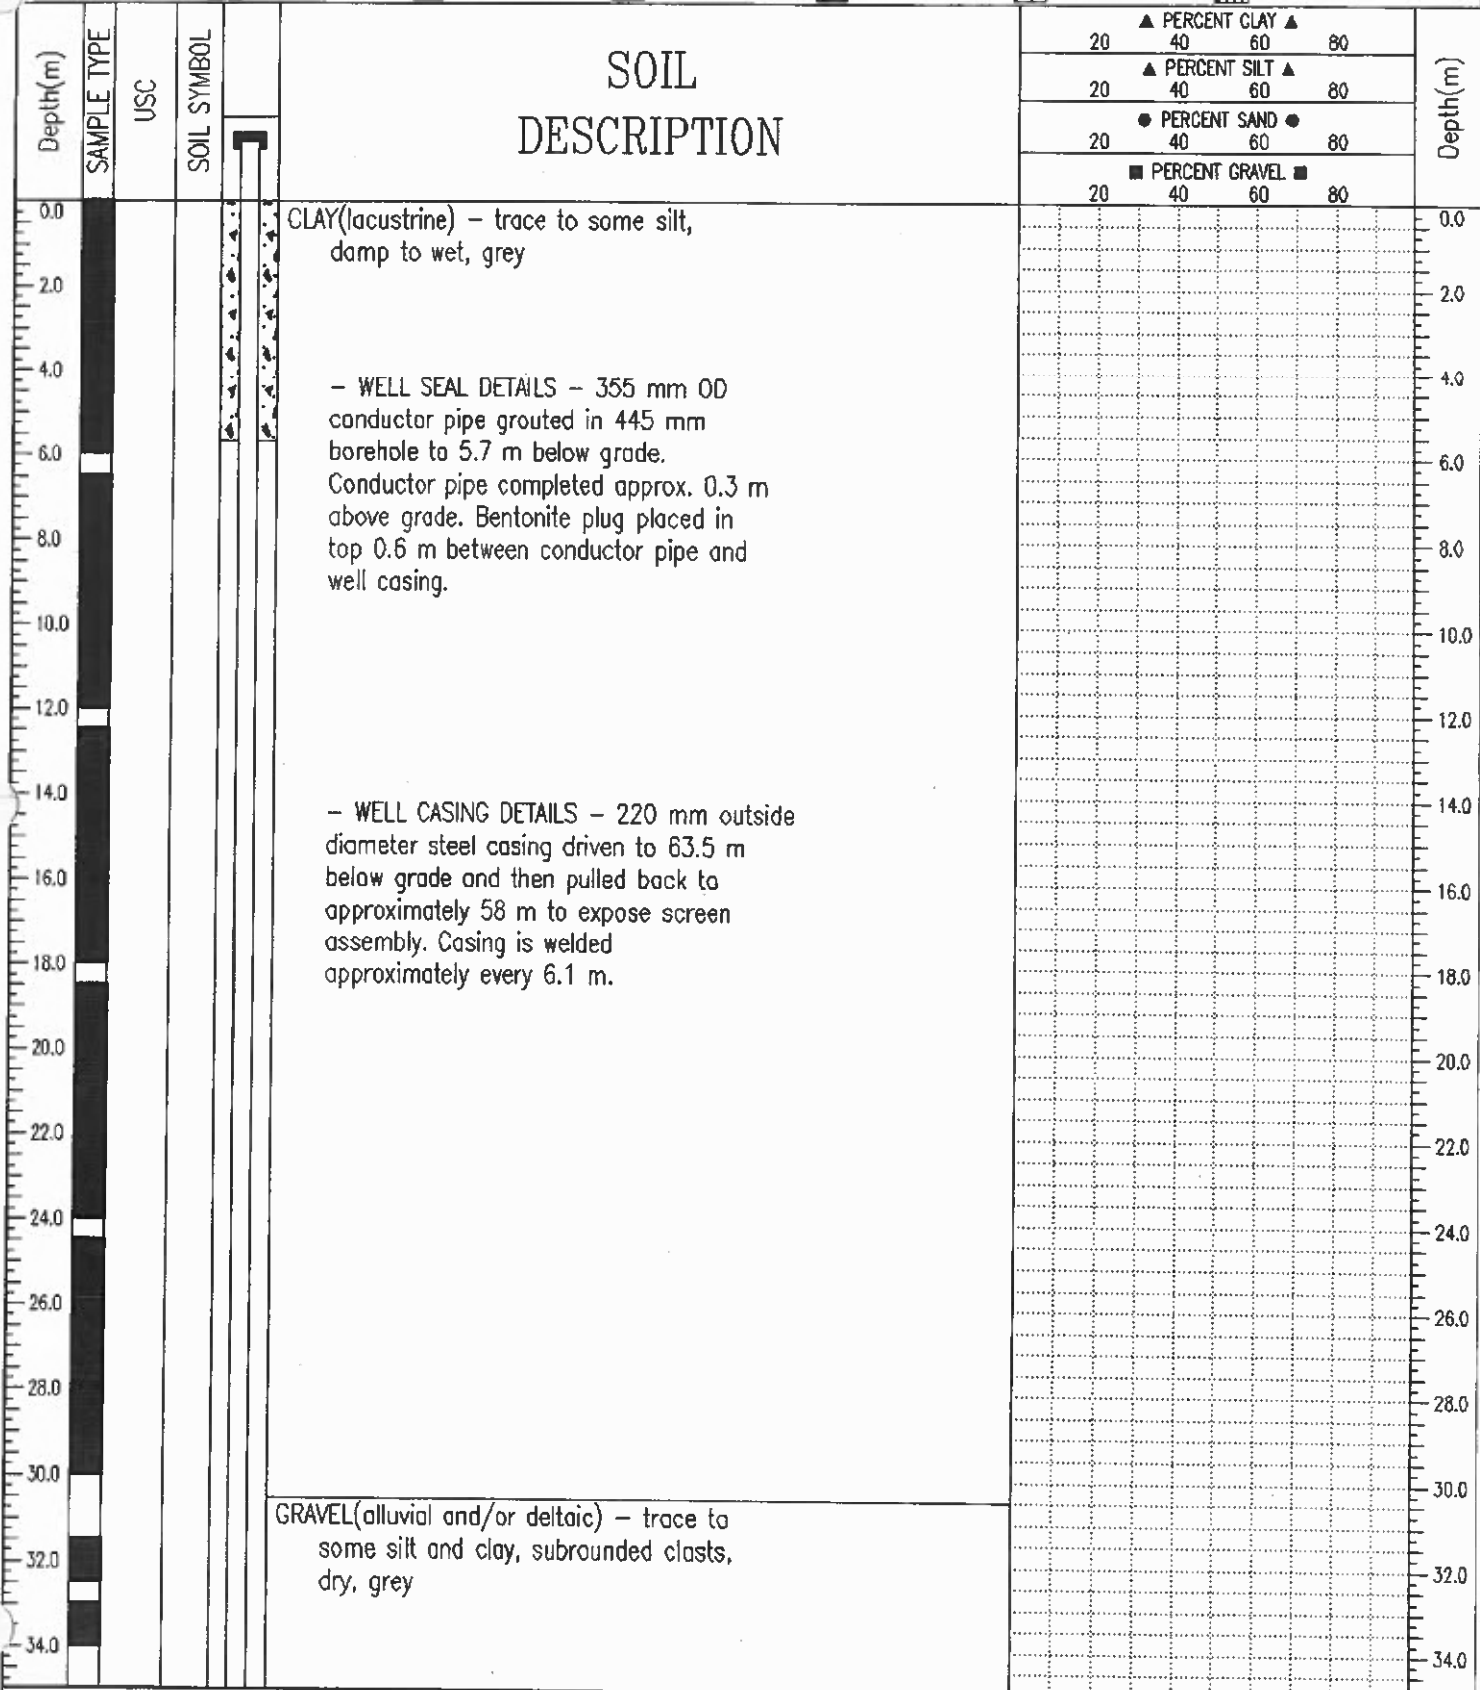 Depth(m)
SAMPLE TYPE
USC
SOIL SYMBOL
SOIL
DESCRIPTION
▲ PERCENT CLAY ▲
20 40 60 80
▲ PERCENT SILT ▲
20 40 60 80
● PERCENT SAND ●
20 40 60 80
■ PERCENT GRAVEL ■
20 40 60 80
Depth(m)
0.0
2.0
4.0
6.0
8.0
10.0
12.0
14.0
16.0
18.0
20.0
22.0
24.0
26.0
28.0
30.0
32.0
34.0
CLAY(lacustrine) – trace to some silt,
damp to wet, grey
– WELL SEAL DETAILS – 355 mm OD
conductor pipe grouted in 445 mm
borehole to 5.7 m below grade.
Conductor pipe completed approx. 0.3 m
above grade. Bentonite plug placed in
top 0.6 m between conductor pipe and
well casing.
– WELL CASING DETAILS – 220 mm outside
diameter steel casing driven to 63.5 m
below grade and then pulled back to
approximately 58 m to expose screen
assembly. Casing is welded
approximately every 6.1 m.
GRAVEL(alluvial and/or deltaic) – trace to
some silt and clay, subrounded clasts,
dry, grey
0.0
2.0
4.0
6.0
8.0
10.0
12.0
14.0
16.0
18.0
20.0
22.0
24.0
26.0
28.0
30.0
32.0
34.0